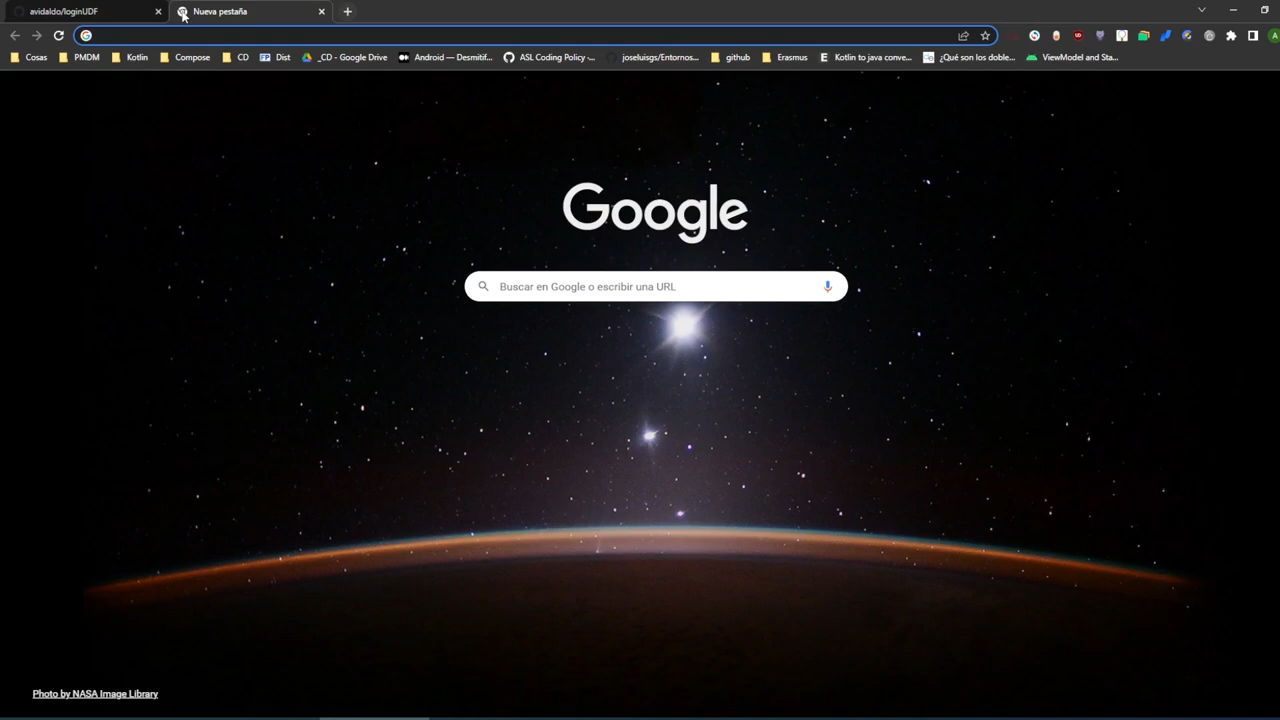 avidaldo/loginUDF
Nueva pestaña
Cosas
PMDM
Kotlin
Compose
CD
FP Dist
_CD - Google Drive
Android — Desmitif...
ASL Coding Policy -...
joseluisgs/Entornos...
github
Erasmus
E Kotlin to java conve...
¿Qué son los doble...
ViewModel and Sta...
A
Google
Buscar en Google o escribir una URL
Photo by NASA Image Library